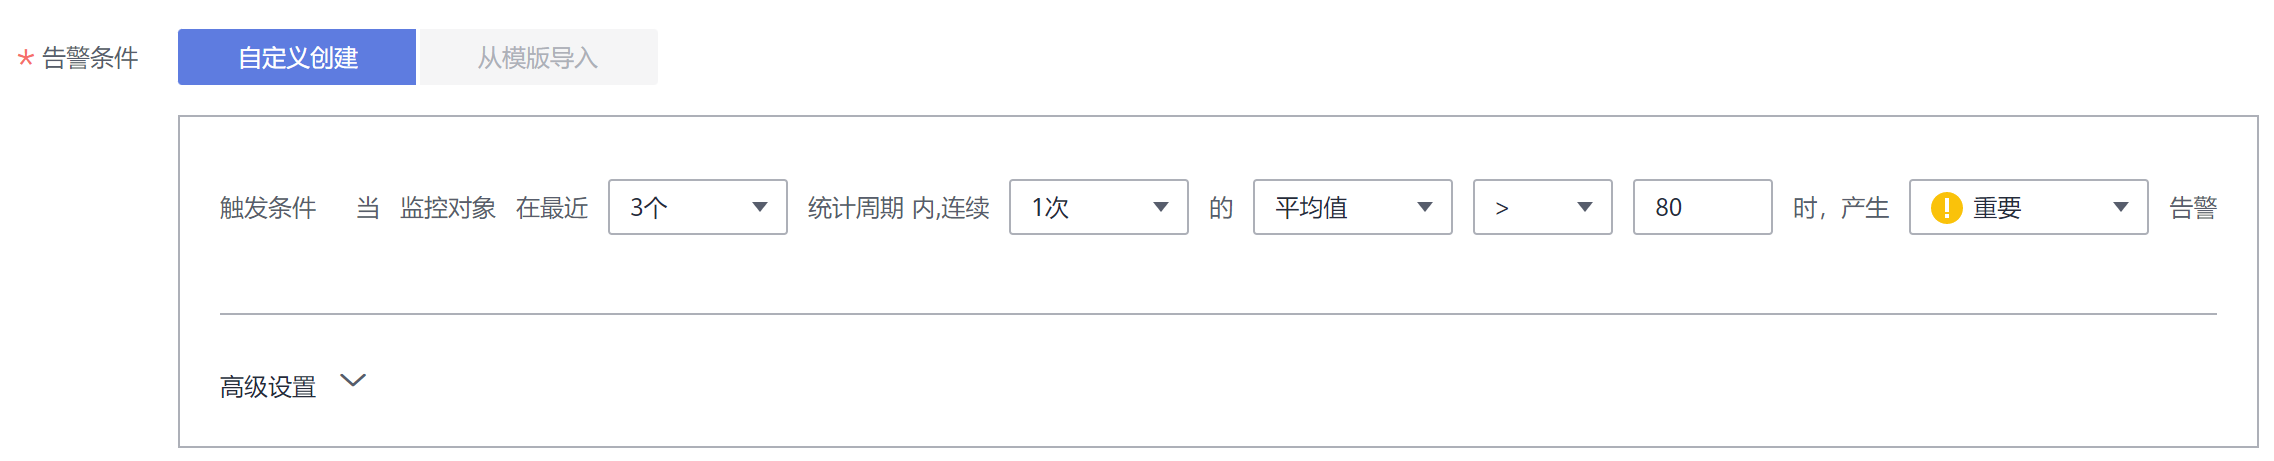 * 告警条件 自定义创建 从模版导入
触发条件 当 监控对象 在最近 3个 统计周期 内,连续 1次 的 平均值 > 80 时，产生 重要 告警
高级设置